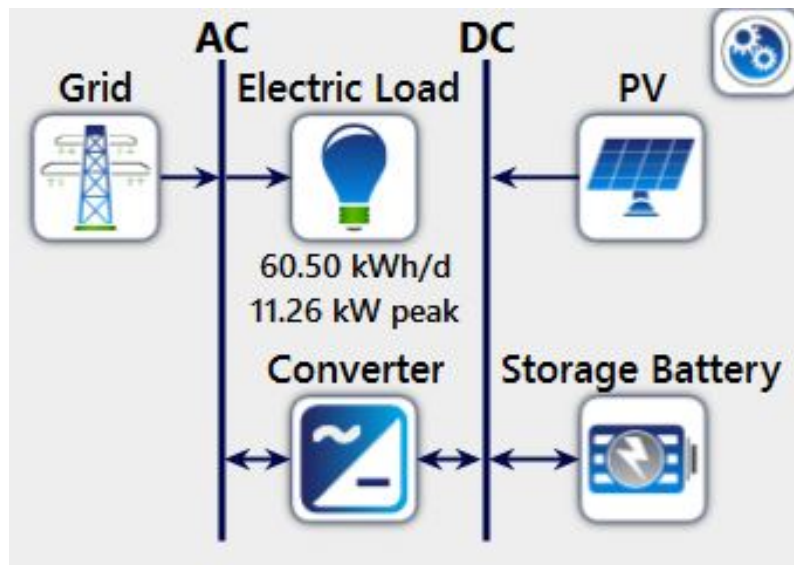 AC
DC
Grid
Electric Load
PV
60.50 kWh/d
11.26 kW peak
Converter
Storage Battery